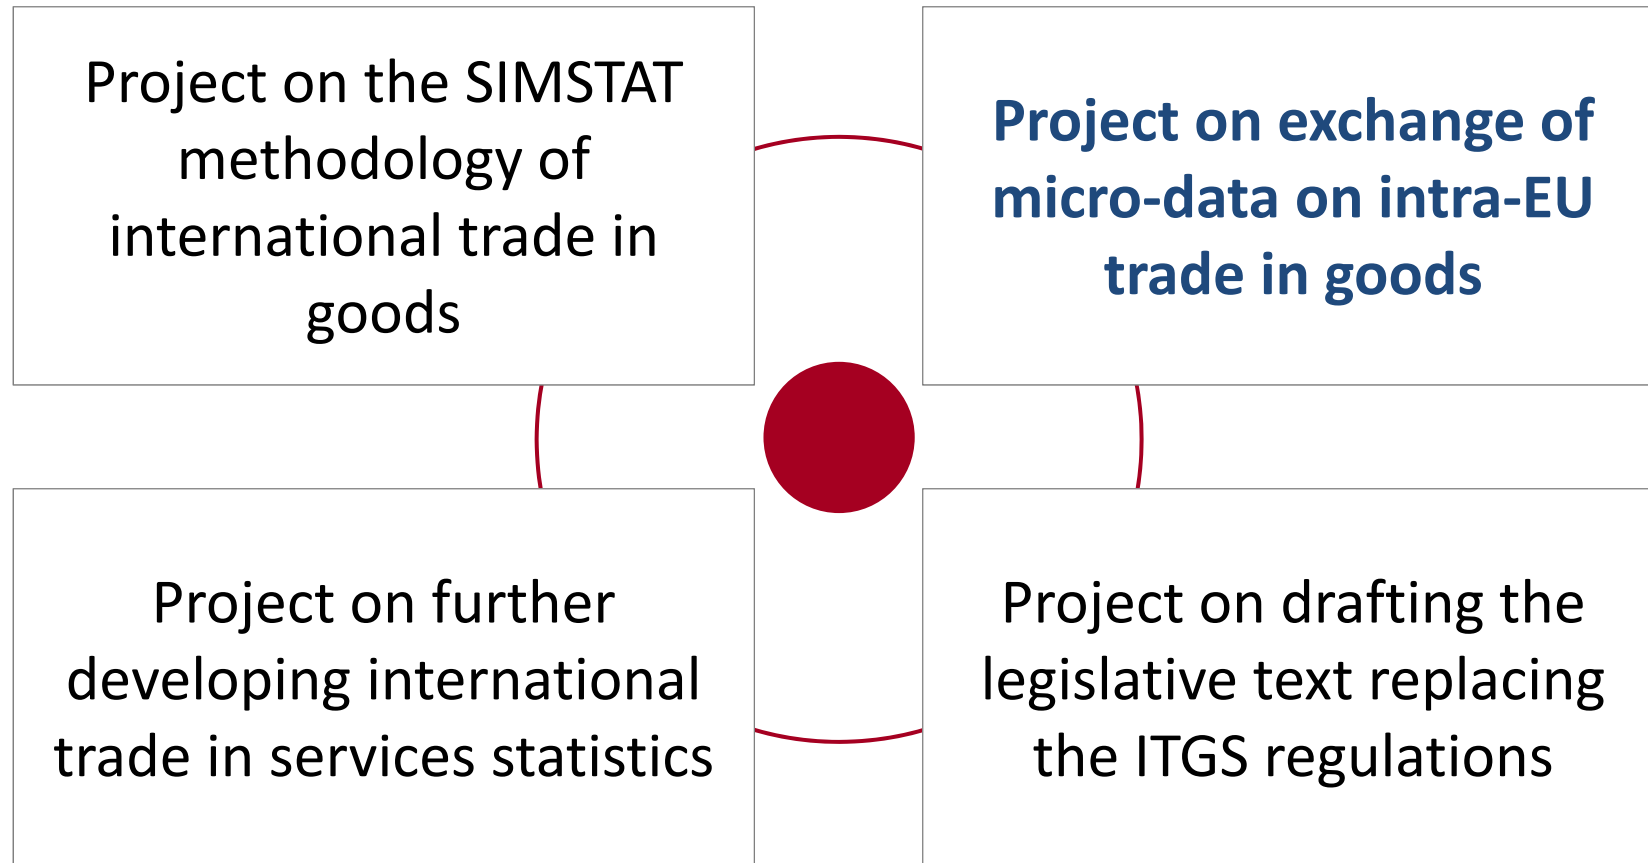 Project on the SIMSTAT
methodology of
international trade in
goods
Project on exchange of
micro-data on intra-EU
trade in goods
Project on further
developing international
trade in services statistics
Project on drafting the
legislative text replacing
the ITGS regulations